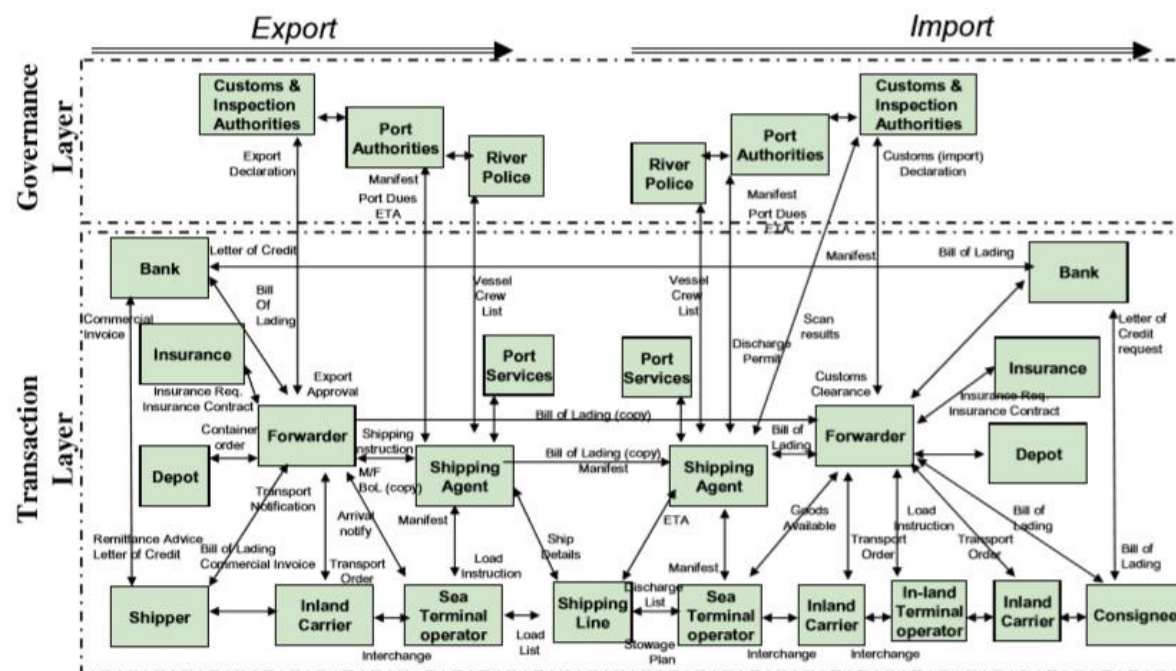 Export
Import
Governance
Layer
Customs &
Inspection
Authorities
Port
Authorities
River
Police
Export
Declaration
Manifest
Port Dues
ETA
River
Police
Port
Authorities
Customs &
Inspection
Authorities
Manifest
Port Dues
ETA
Customs (import)
Declaration
Transaction
Layer
Bank
Letter of Credit
Manifest
Bill of Lading
Bank
Commercial
Invoice
Bill
Of
Lading
Vessel
Crew
List
Vessel
Crew
List
Scan
results
Discharge
Permit
Letter of
Credit
request
Insurance
Port
Services
Port
Services
Insurance
Insurance Req.
Insurance Contract
Export
Approval
Customs
Clearance
Insurance Req.
Insurance Contract
Bill of Lading (copy)
Container
order
Forwarder
Shipping
Instruction
Bill of
Lading
Forwarder
Depot
M/F
BoL (copy)
Shipping
Agent
Bill of Lading (copy)
Manifest
Shipping
Agent
Depot
Transport
Notification
Arrival
notify
Manifest
ETA
Goods
Available
Load
Instruction
Bill of
Lading
Remittance Advice
Letter of Credit
Bill of Lading
Commercial Invoice
Transport
Order
Load
Instruction
Ship
Details
Manifest
Transport
Order
Transport
Order
Bill of
Lading
Shipper
Inland
Carrier
Sea
Terminal
operator
Shipping
Line
Discharge
List
Sea
Terminal
operator
Inland
Carrier
In-land
Terminal
operator
Inland
Carrier
Consignee
Interchange
Load
List
Stowage
Plan
Interchange
Interchange